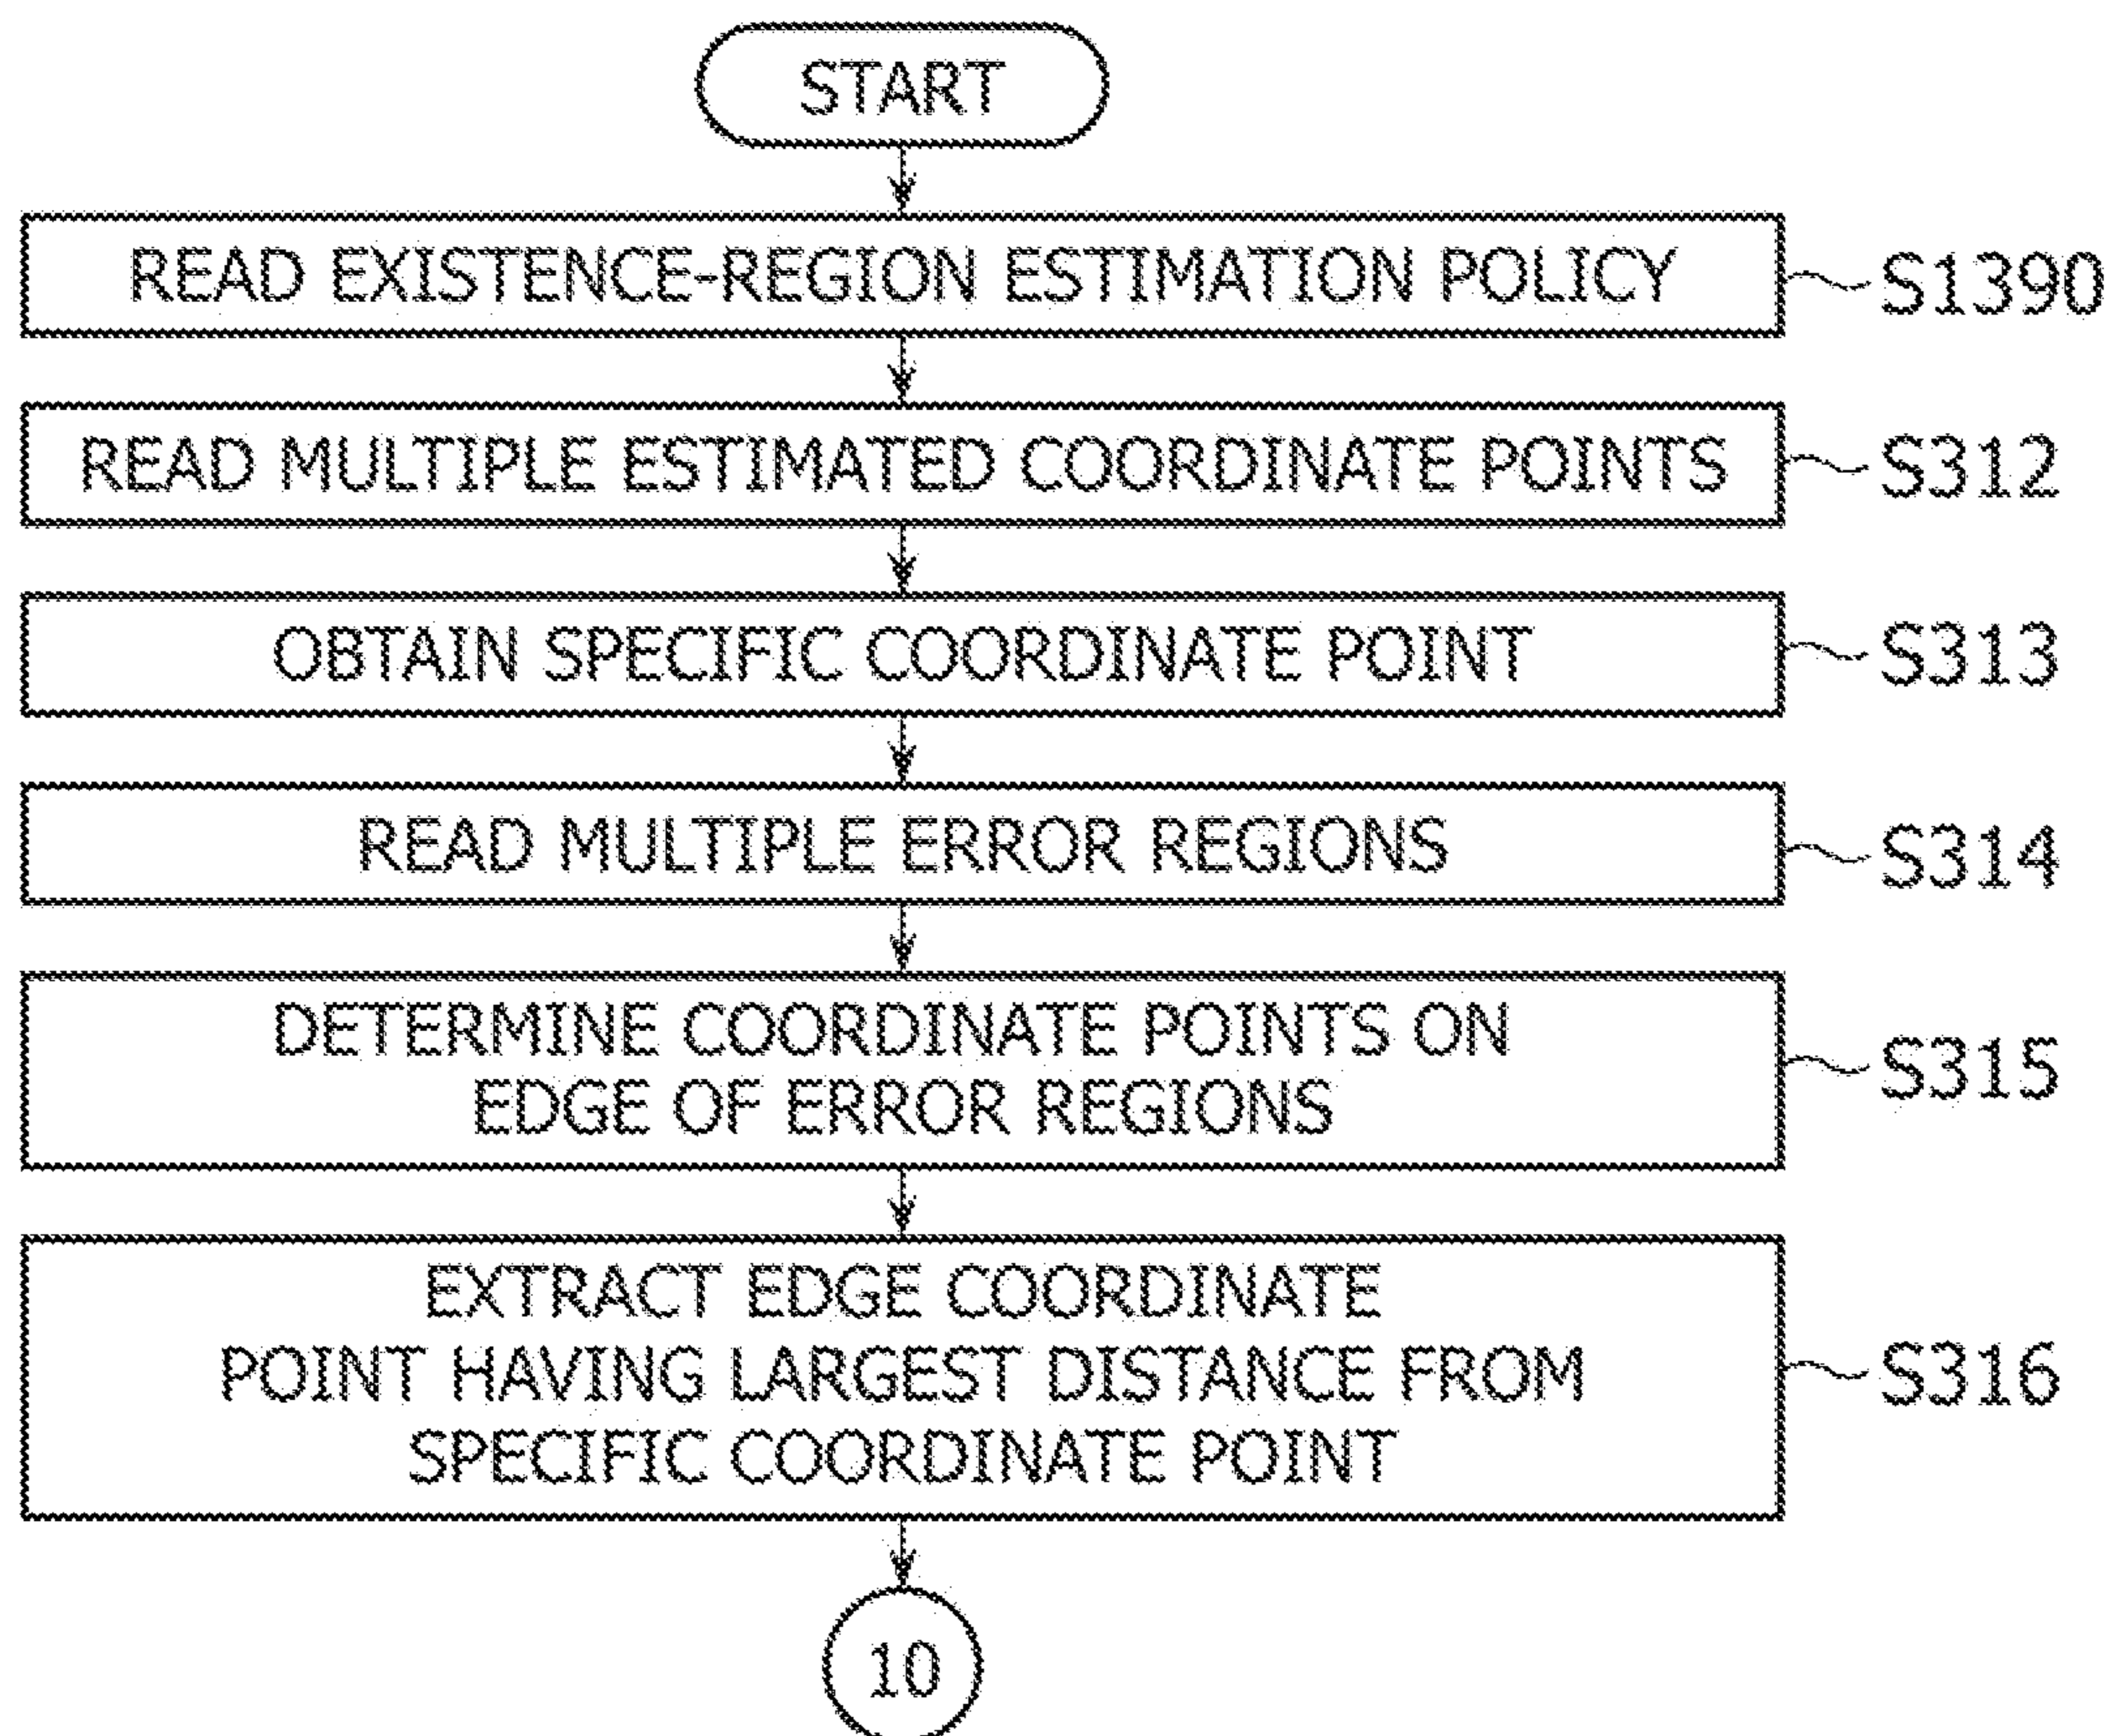 START
READ EXISTENCE-REGION ESTIMATION POLICY
S1390
READ MULTIPLE ESTIMATED COORDINATE POINTS
S312
OBTAIN SPECIFIC COORDINATE POINT
S313
READ MULTIPLE ERROR REGIONS
S314
DETERMINE COORDINATE POINTS ON
EDGE OF ERROR REGIONS
S315
EXTRACT EDGE COORDINATE
POINT HAVING LARGEST DISTANCE FROM
SPECIFIC COORDINATE POINT
S316
10